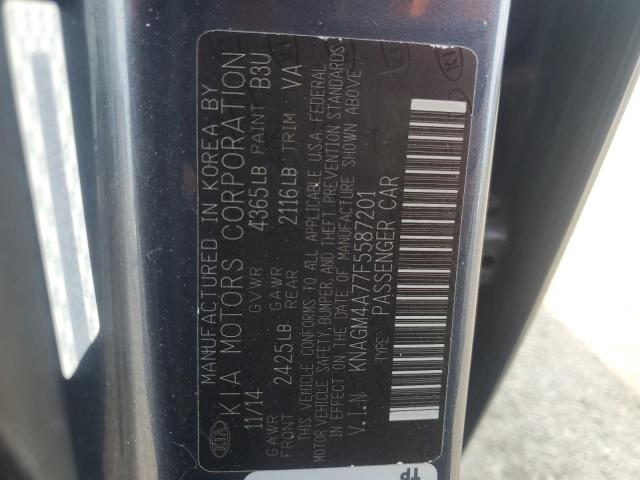 MANUFACTURED IN KOREA BY
KIA MOTORS CORPORATION
11/14 GVWR 4365LB PAINT B3U
GAWR FRONT 2425LB GAWR REAR 2116LB TRIM VA
THIS VEHICLE CONFORMS TO ALL APPLICABLE U.S.A. FEDERAL
MOTOR VEHICLE SAFETY, BUMPER, AND THEFT PREVENTION STANDARDS
IN EFFECT ON THE DATE OF MANUFACTURE SHOWN ABOVE
V.I.N KNAGM4A77F5587201
TYPE PASSENGER CAR
KIA